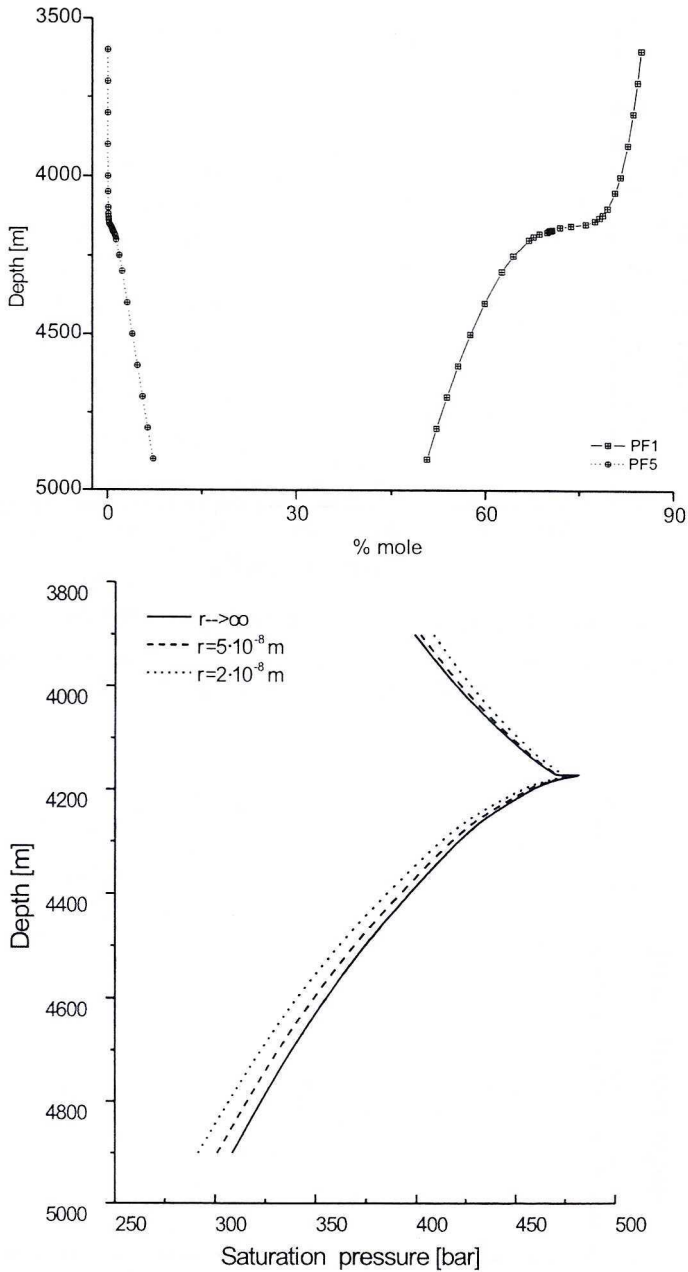 3500
4000
4500
5000
Depth [m]
0
30
60
90
% mole
PF1
PF5
3800
4000
4200
4400
4600
4800
5000
Depth [m]
r-->∞
r=5·10⁻⁸ m
r=2·10⁻⁸ m
250
300
350
400
450
500
Saturation pressure [bar]